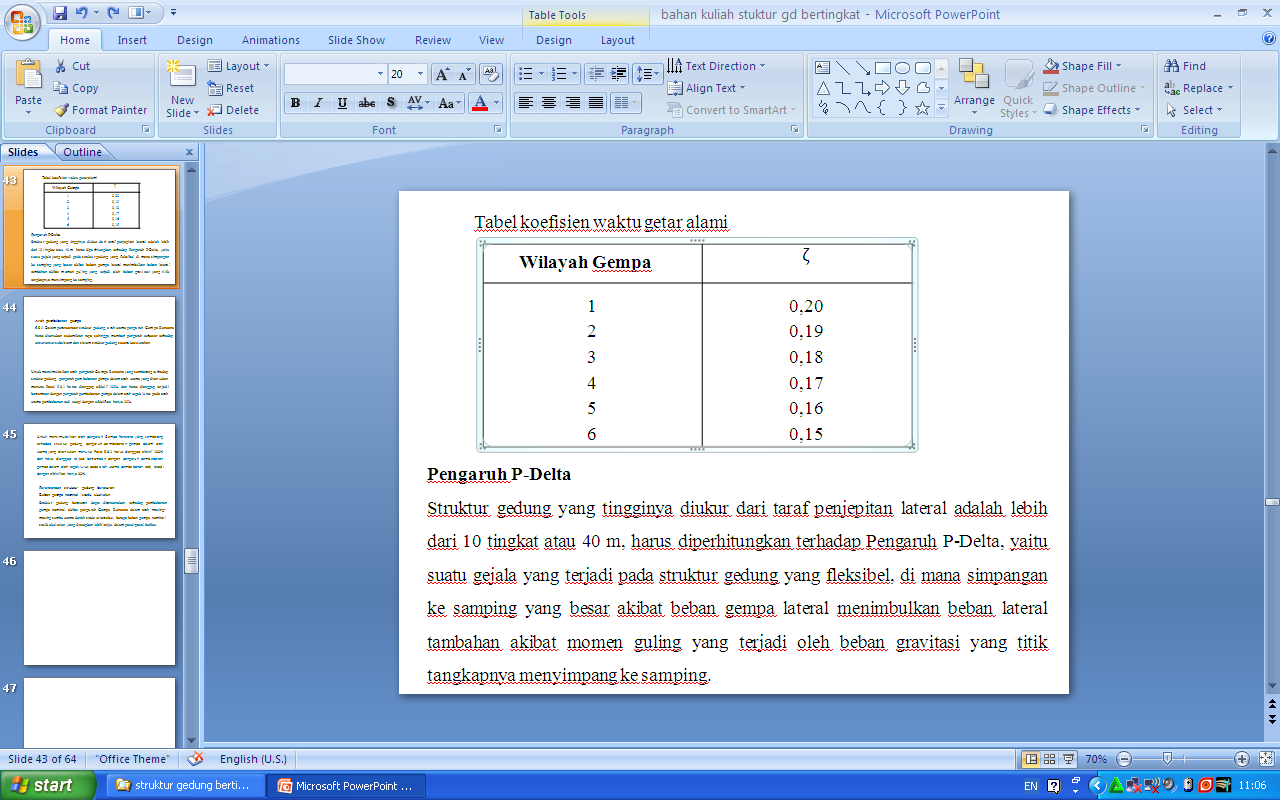 Table Tools
bahan kuliah stuktur gd bertingkat - Microsoft PowerPoint
Home Insert Design Animations Slide Show Review View Design Layout
Paste
Cut
Copy
Format Painter
Clipboard
New Slide
Layout
Reset
Delete
Slides
20
B I U abc S AV Aa A
Font
Text Direction
Align Text
Convert to SmartArt
Paragraph
Arrange
Quick Styles
Shape Fill
Shape Outline
Shape Effects
Drawing
Find
Replace
Select
Editing
Slides Outline
43
44
45
46
47
Tabel koefisien waktu getar alami
Wilayah Gempa ζ
1 0,20
2 0,19
3 0,18
4 0,17
5 0,16
6 0,15
Pengaruh P-Delta
Struktur gedung yang tingginya diukur dari taraf penjepitan lateral adalah lebih
dari 10 tingkat atau 40 m, harus diperhitungkan terhadap Pengaruh P-Delta, yaitu
suatu gejala yang terjadi pada struktur gedung yang fleksibel, di mana simpangan
ke samping yang besar akibat beban gempa lateral menimbulkan beban lateral
tambahan akibat momen guling yang terjadi oleh beban gravitasi yang titik
tangkapnya menyimpang ke samping.
Slide 43 of 64 "Office Theme" English (U.S.) 70%
start struktur gedung berti... Microsoft PowerPoint ... EN 11:06